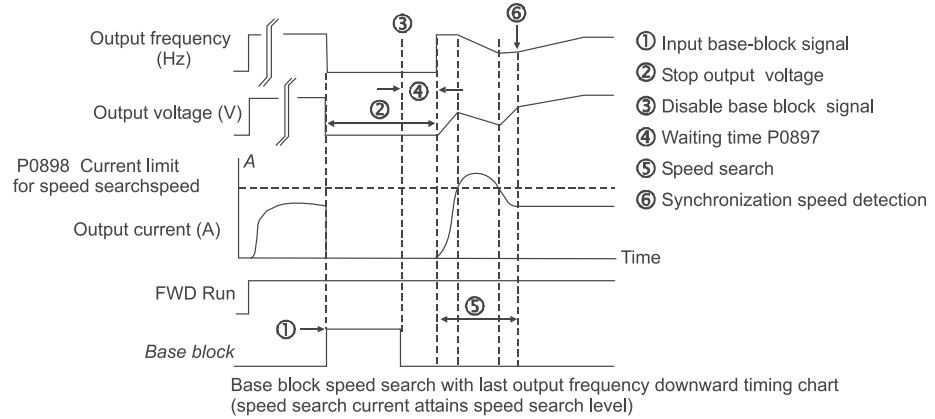 ③
⑥
Output frequency
(Hz)
④
Output voltage (V)
②
P0898 Current limit
for speed searchspeed
A
Output current (A)
Time
FWD Run
⑤
①
Base block
① Input base-block signal
② Stop output voltage
③ Disable base block signal
④ Waiting time P0897
⑤ Speed search
⑥ Synchronization speed detection
Base block speed search with last output frequency downward timing chart
(speed search current attains speed search level)